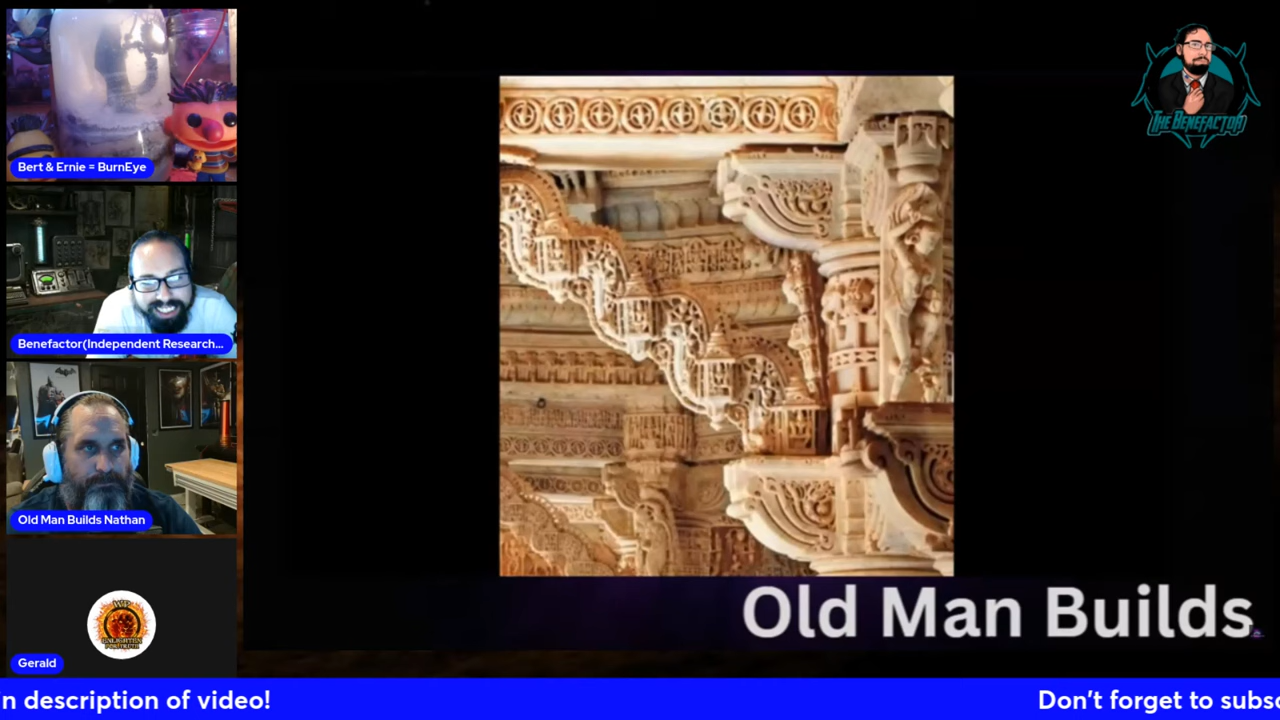 Bert & Ernie = BurnEye
THE BENEFACTOR
Benefactor(Independent Research...
Old Man Builds Nathan
Gerald
Old Man Builds
n description of video!
Don't forget to subsc